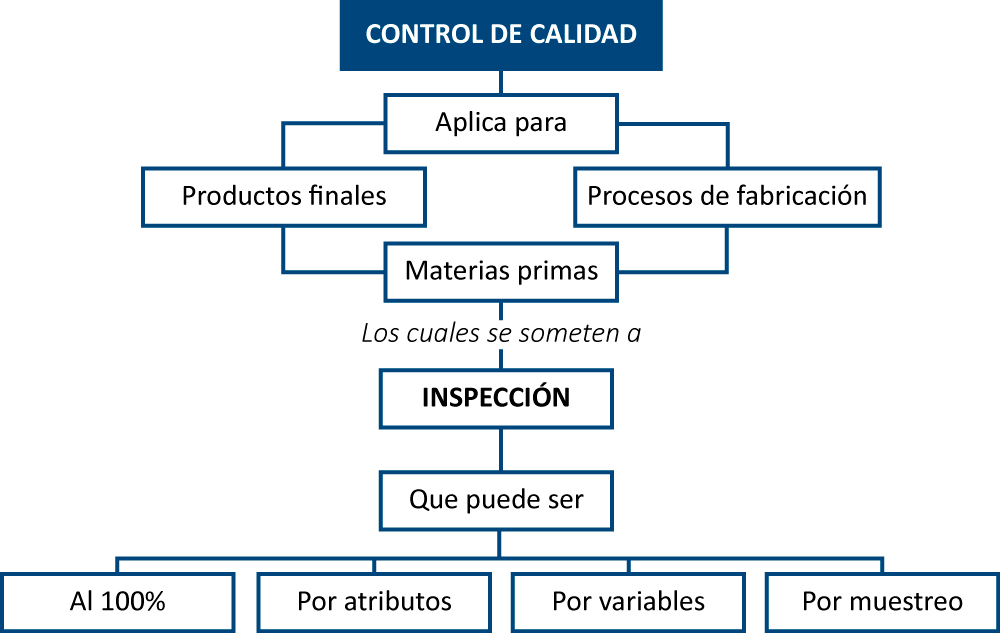 CONTROL DE CALIDAD
Aplica para
Productos finales
Procesos de fabricación
Materias primas
Los cuales se someten a
INSPECCIÓN
Que puede ser
Al 100%
Por atributos
Por variables
Por muestreo